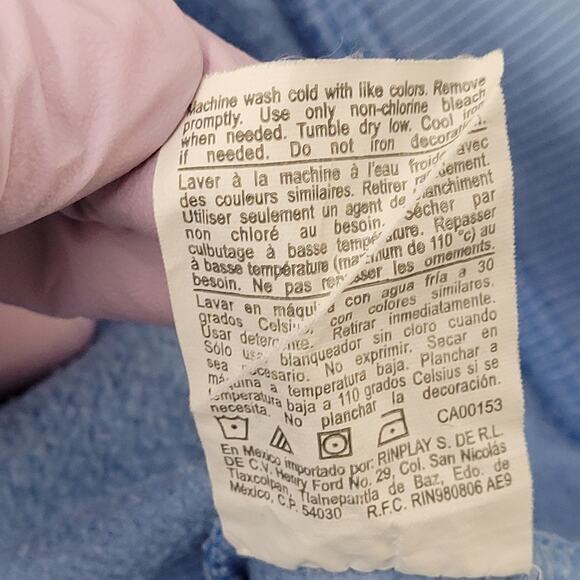 Machine wash cold with like colors. Remove
promptly. Use only non-chlorine bleach
when needed. Tumble dry low. Cool iron
if needed. Do not iron decoration.
Laver à la machine à l'eau froide avec
des couleurs similaires. Retirer
Utiliser seulement un agent de blanchiment
non chloré au besoin. Sécher par
culbutage à basse température. Repasser
à basse température (maximum de 110 °c) au
besoin. Ne pas repasser les ornements.
Lavar en máquina con agua fría a 30
grados Celsius con colores similares.
Usar detergente. Retirar inmediatamente.
Sólo usar blanqueador sin cloro cuando
sea necesario. No exprimir. Secar en
máquina a temperatura baja. Planchar a
temperatura baja a 110 grados Celsius si se
necesita. No planchar la decoración.
CA00153
En Mexico importado por: RINPLAY S. DE R.L.
DE C.V. Henry Ford No. 29, Col. San Nicolás
Tlaxcolpan, Tlalnepantla de Baz, Edo. de
México, C.P. 54030 R.F.C. RIN980806 AE9